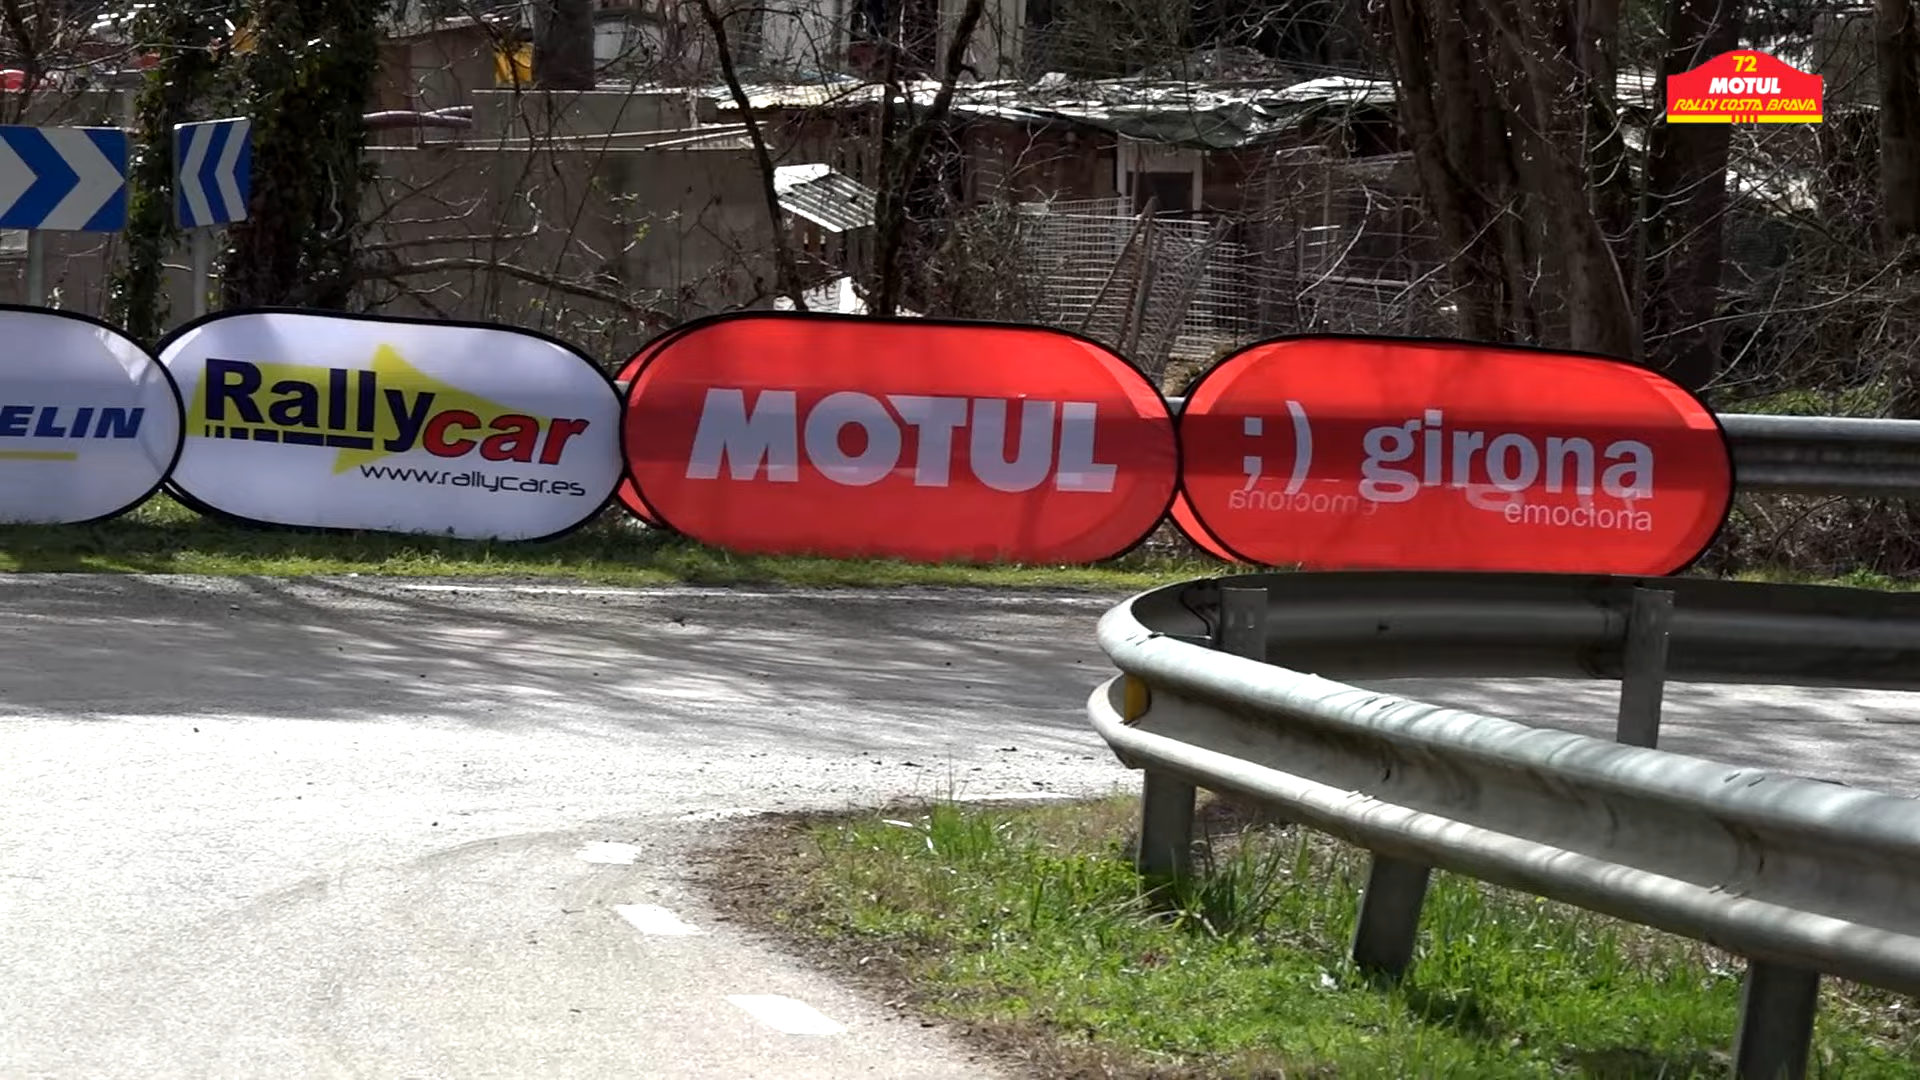 72
MOTUL
RALLY COSTA BRAVA
ELIN
Rallycar
www.rallycar.es
MOTUL
;) girona
emociona